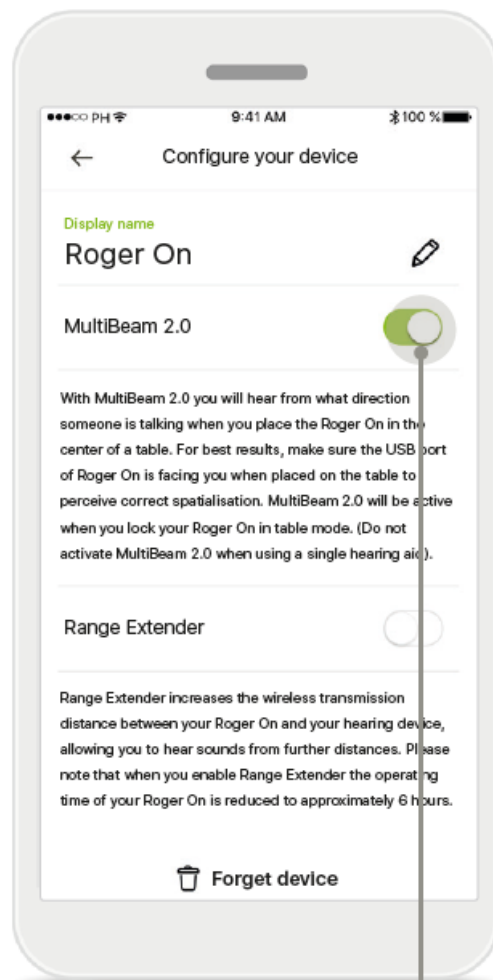 PH 9:41 AM 100 %
Configure your device
Display name
Roger On
MultiBeam 2.0
With MultiBeam 2.0 you will hear from what direction
someone is talking when you place the Roger On in the
center of a table. For best results, make sure the USB port
of Roger On is facing you when placed on the table to
perceive correct spatialisation. MultiBeam 2.0 will be active
when you lock your Roger On in table mode. (Do not
activate MultiBeam 2.0 when using a single hearing aid).
Range Extender
Range Extender increases the wireless transmission
distance between your Roger On and your hearing device,
allowing you to hear sounds from further distances. Please
note that when you enable Range Extender the operating
time of your Roger On is reduced to approximately 6 hours.
Forget device